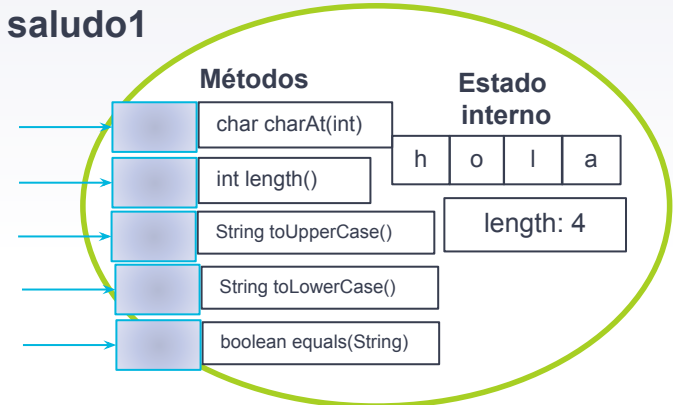 saludo1
Métodos
char charAt(int)
int length()
String toUpperCase()
String toLowerCase()
boolean equals(String)
Estado
interno
h o l a
length: 4